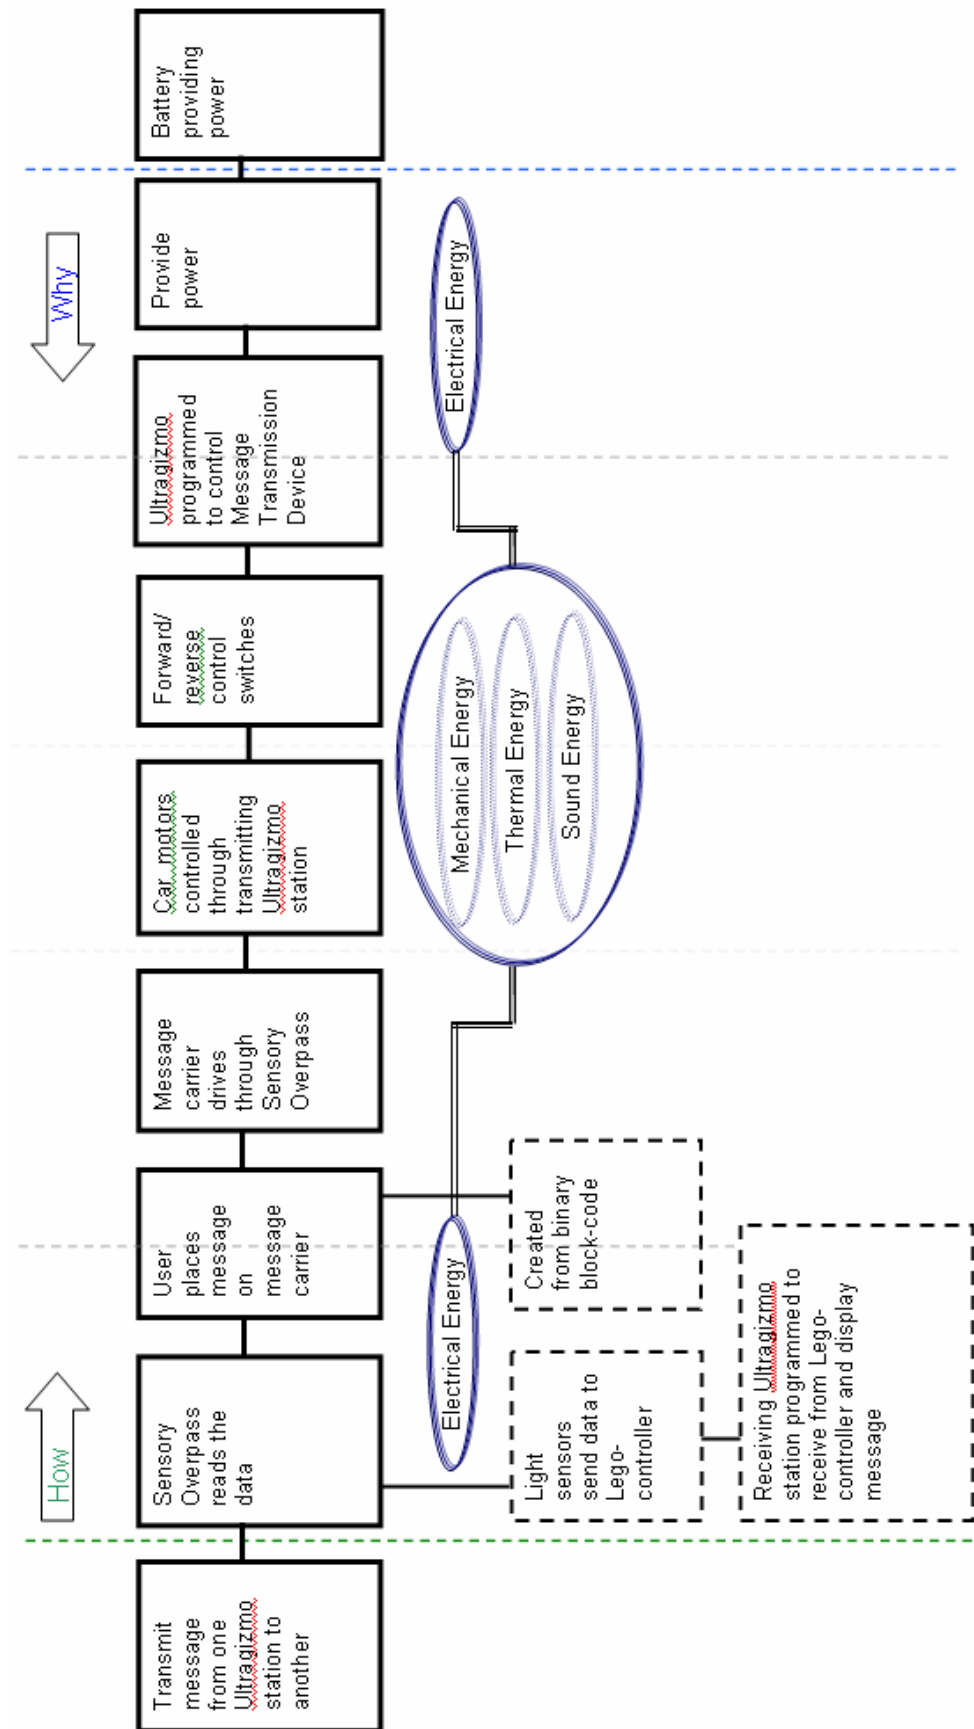 How
Why
Transmit
message
from one
Ultragizmo
station to
another
Sensory
Overpass
reads the
data
User
places
message
on
message
carrier
Message
carrier
drives
through
Sensory
Overpass
Car motors
controlled
through
transmitting
Ultragizmo
station
Forward/
reverse
control
switches
Ultragizmo
programmed
to control
Message
Transmission
Device
Provide
power
Battery
providing
power
Electrical Energy
Mechanical Energy
Thermal Energy
Sound Energy
Electrical Energy
Light
sensors
send data to
Lego-
controller
Created
from binary
block-code
Receiving Ultragizmo
station programmed to
receive from Lego-
controller and display
message